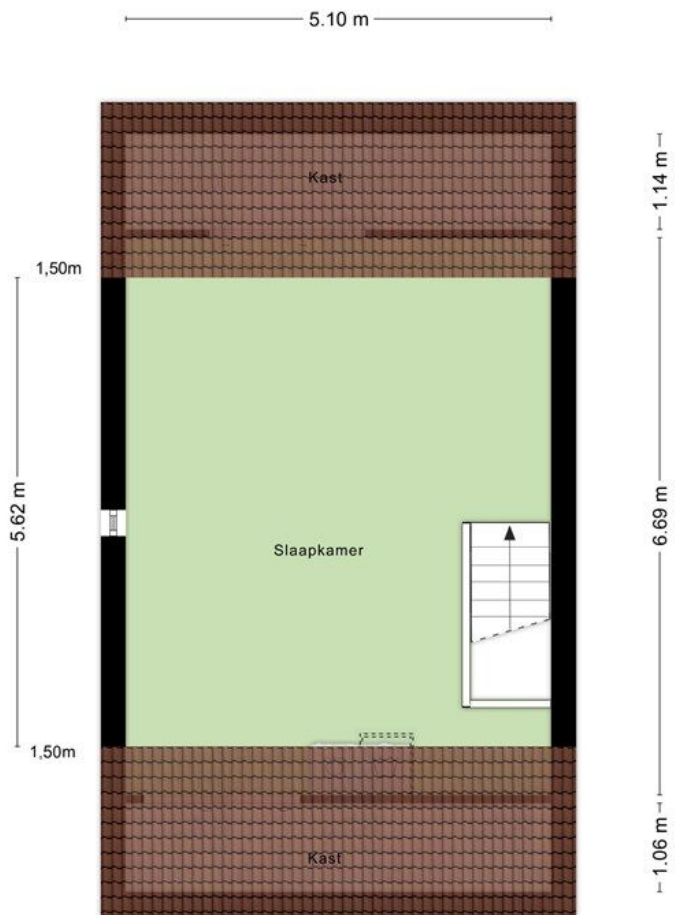 5.10 m
Kast
1.14 m
1,50m
5.62 m
6.69 m
Slaapkamer
1,50m
Kast
1.06 m